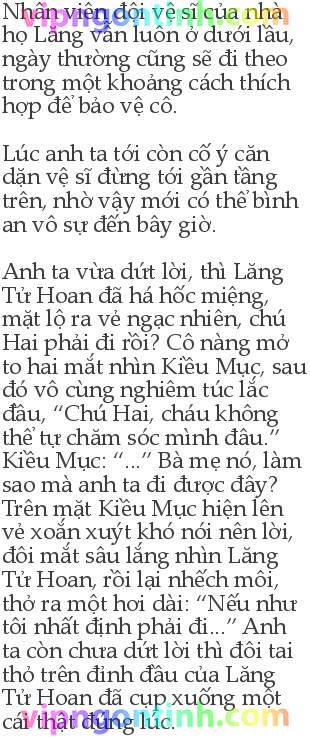 Nhân viên đội vệ sĩ của nhà
vipngontinh.com
họ Lăng vẫn luôn ở dưới lầu,
ngày thường cũng sẽ đi theo
trong một khoảng cách thích
hợp để bảo vệ cô.
Lúc anh ta tới còn cố ý căn
dặn vệ sĩ đừng tới gần tầng
trên, nhờ vậy mới có thể bình
an vô sự đến bây giờ.
Anh ta vừa dứt lời, thì Lăng
Tử Hoan đã há hốc miệng,
mặt lộ ra vẻ ngạc nhiên, chú
Hai phải đi rồi? Cô nàng mở
to hai mắt nhìn Kiều Mục, sau
đó vô cùng nghiêm túc lắc
đầu, “Chú Hai, cháu không
thể tự chăm sóc mình đâu.”
Kiều Mục: “...” Bà mẹ nó, làm
sao mà anh ta đi được đây?
Trên mặt Kiều Mục hiện lên
vẻ xoắn xuýt khó nói nên lời,
đôi mắt sâu lắng nhìn Lăng
Tử Hoan, rồi lại nhếch môi,
thở ra một hơi dài: “Nếu như
tôi nhất định phải đi...” Anh
ta còn chưa dứt lời thì đôi tai
thỏ trên đỉnh đầu của Lăng
Tử Hoan đã cụp xuống một
vipngontinh.com
cái thật đúng lúc.